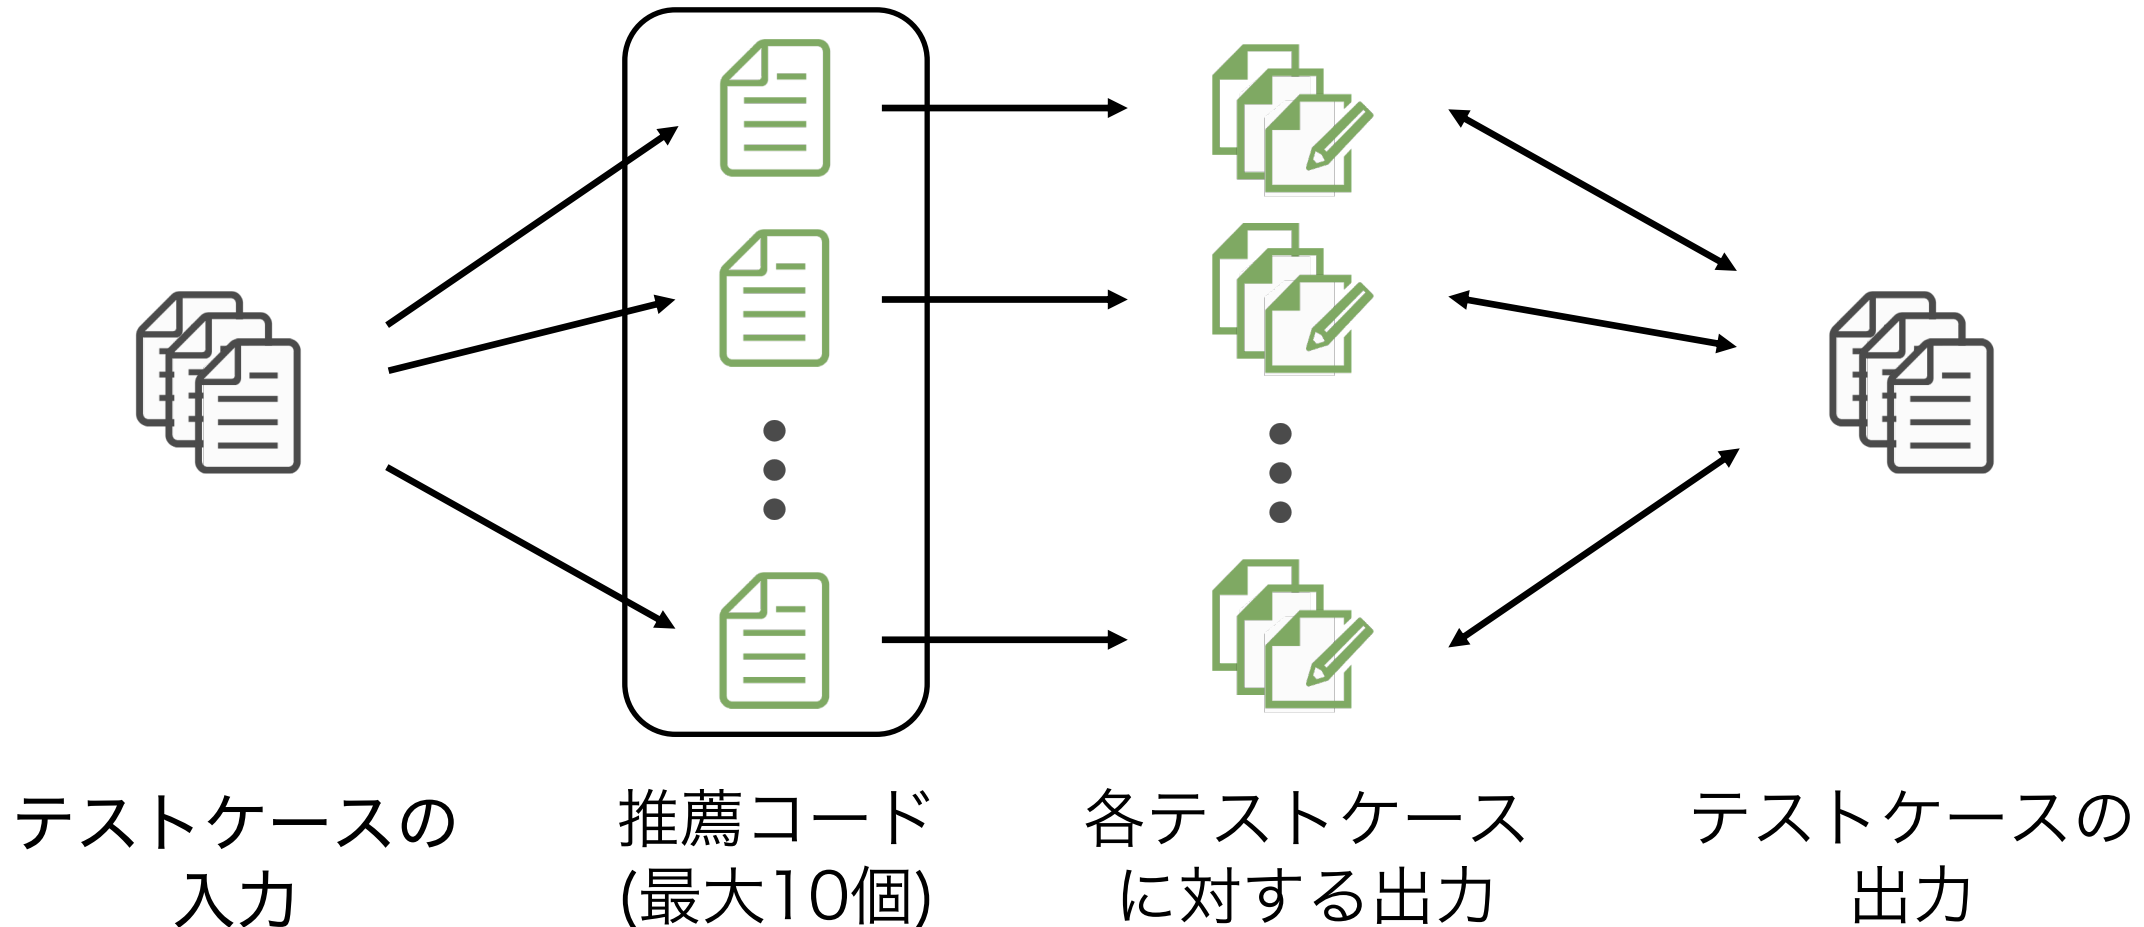 テストケースの
入力
推薦コード
(最大10個)
各テストケース
に対する出力
テストケースの
出力